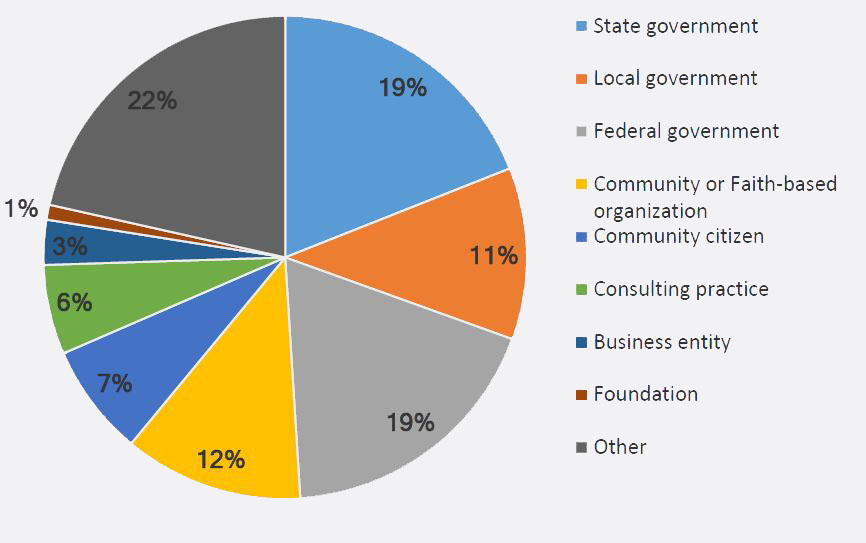 19%
11%
19%
12%
7%
6%
3%
1%
22%
State government
Local government
Federal government
Community or Faith-based
organization
Community citizen
Consulting practice
Business entity
Foundation
Other